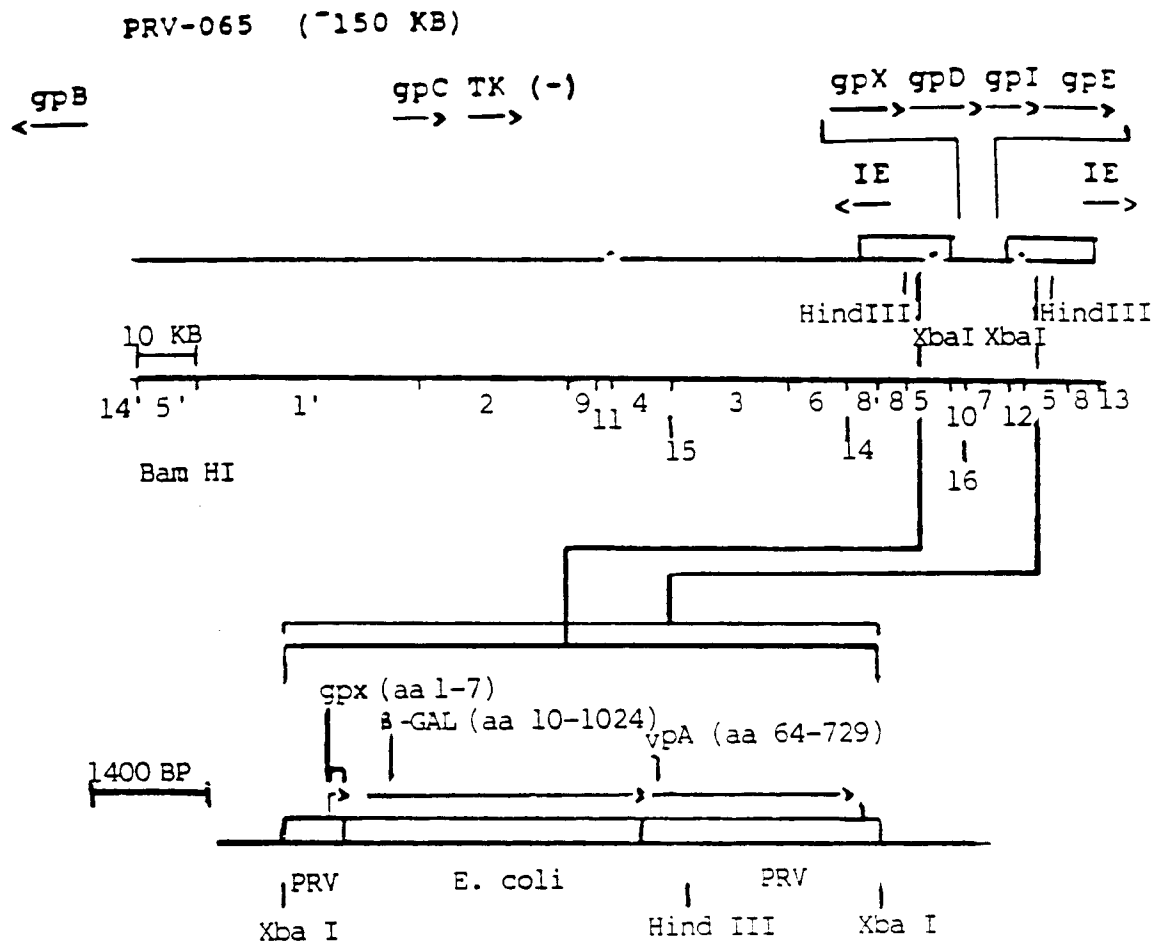 PRV-065 (~150 KB)
gpX gpD gpI gpE
gpB gpC TK (-)
IE IE
HindIII HindIII
XbaI XbaI
10 KB
14' 5' 1' 2 9 11 4 3 6 8' 8 5 10 7 12 5 8 13
15 14 16
Bam HI
gpx (aa 1-7)
β-GAL (aa 10-1024)
vpA (aa 64-729)
1400 BP
PRV E. coli PRV
Xba I Hind III Xba I